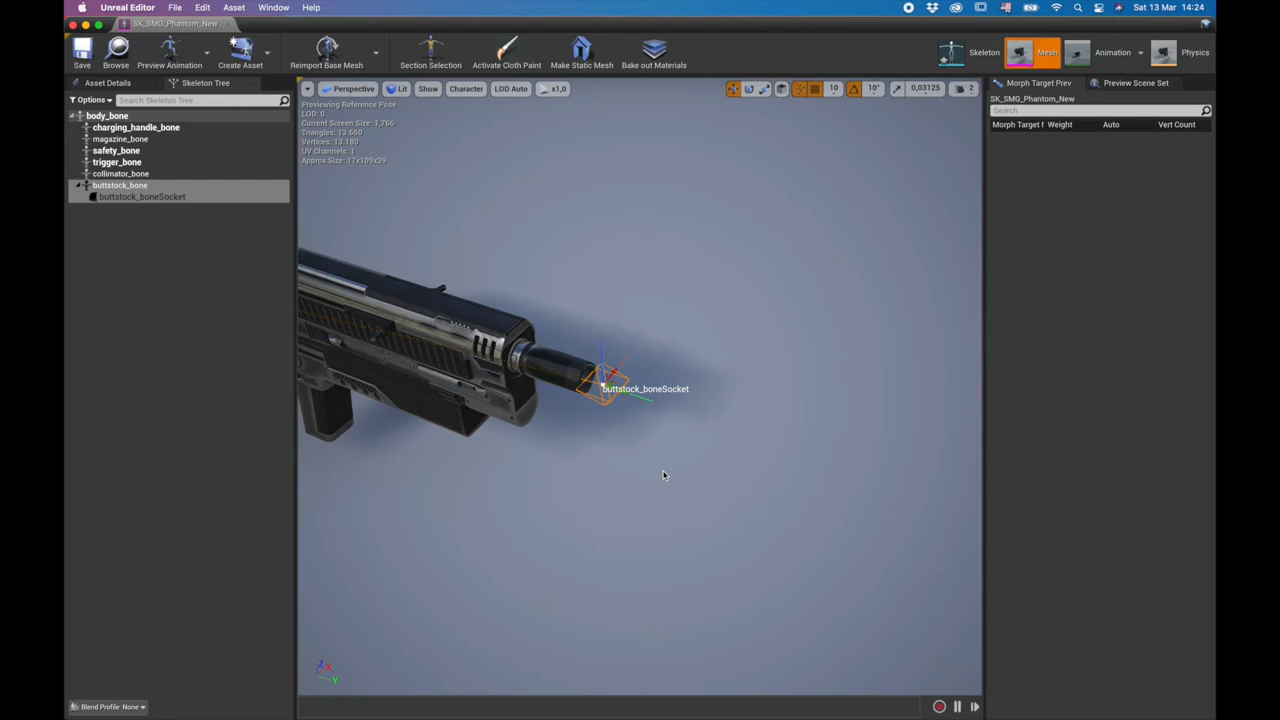 Unreal Editor File Edit Asset Window Help Sat 13 Mar 14:24
SK_SMG_Phantom_New
Save Browse Preview Animation Create Asset Reimport Base Mesh Section Selection Activate Cloth Paint Make Static Mesh Bake out Materials Skeleton Mesh Animation Physics
Asset Details Skeleton Tree
Options Search Skeleton Tree...
body_bone
charging_handle_bone
magazine_bone
safety_bone
trigger_bone
collimator_bone
buttstock_bone
buttstock_boneSocket
Perspective Lit Show Character LOD Auto x1,0 10 10° 0,03125 2
Previewing Reference Pose
LOD: 0
Current Screen Size: 1,766
Triangles: 13.650
Vertices: 13.180
UV Channels: 1
Approx Size: 17x109x39
buttstock_boneSocket
Z X
Y
Morph Target Prev Preview Scene Set
SK_SMG_Phantom_New
Search
Morph Target N Weight Auto Vert Count
Blend Profile: None